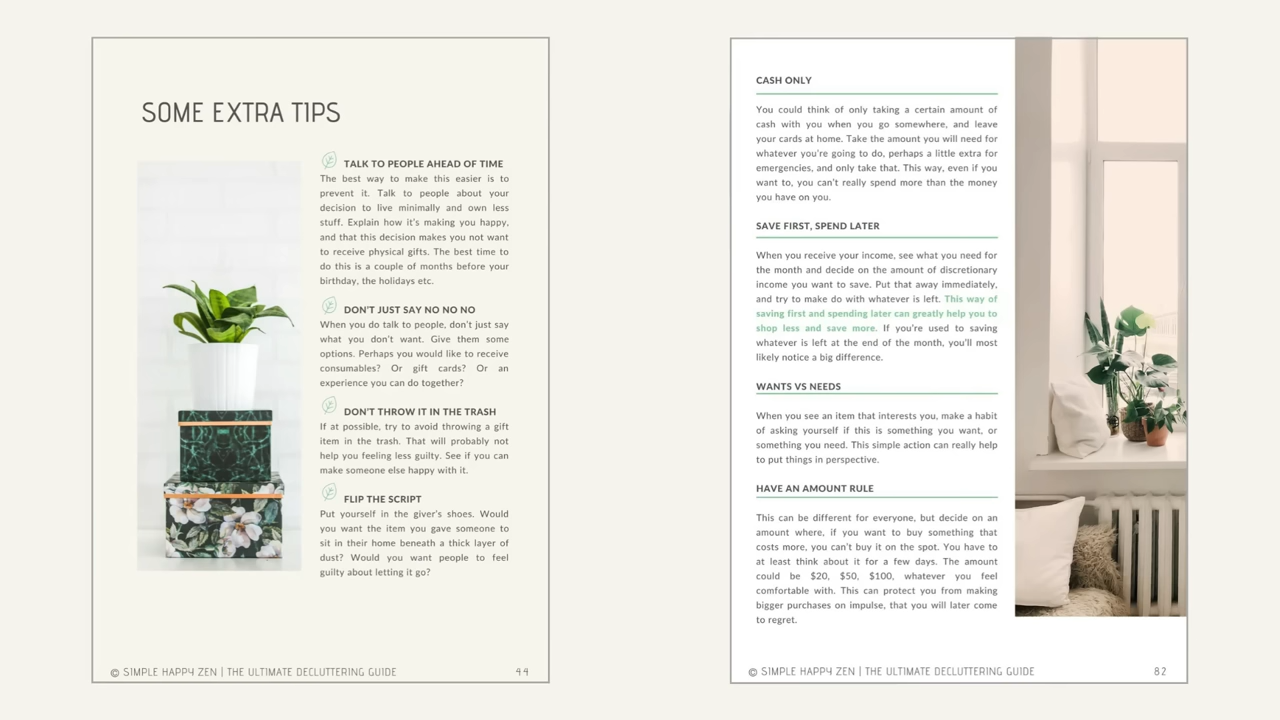 SOME EXTRA TIPS
TALK TO PEOPLE AHEAD OF TIME
The best way to make this easier is to
prevent it. Talk to people about your
decision to live minimally and own less
stuff. Explain how it's making you happy,
and that this decision makes you not want
to receive physical gifts. The best time to
do this is a couple of months before your
birthday, the holidays etc.
DON'T JUST SAY NO NO NO
When you do talk to people, don't just say
what you don't want. Give them some
options. Perhaps you would like to receive
consumables? Or gift cards? Or an
experience you can do together?
DON'T THROW IT IN THE TRASH
If at possible, try to avoid throwing a gift
item in the trash. That will probably not
help you feeling less guilty. See if you can
make someone else happy with it.
FLIP THE SCRIPT
Put yourself in the giver's shoes. Would
you want the item you gave someone to
sit in their home beneath a thick layer of
dust? Would you want people to feel
guilty about letting it go?
© SIMPLE HAPPY ZEN | THE ULTIMATE DECLUTTERING GUIDE 44
CASH ONLY
You could think of only taking a certain amount of
cash with you when you go somewhere, and leave
your cards at home. Take the amount you will need for
whatever you're going to do, perhaps a little extra for
emergencies, and only take that. This way, even if you
want to, you can't really spend more than the money
you have on you.
SAVE FIRST, SPEND LATER
When you receive your income, see what you need for
the month and decide on the amount of discretionary
income you want to save. Put that away immediately,
and try to make do with whatever is left. This way of
saving first and spending later can greatly help you to
shop less and save more. If you're used to saving
whatever is left at the end of the month, you'll most
likely notice a big difference.
WANTS VS NEEDS
When you see an item that interests you, make a habit
of asking yourself if this is something you want, or
something you need. This simple action can really help
to put things in perspective.
HAVE AN AMOUNT RULE
This can be different for everyone, but decide on an
amount where, if you want to buy something that
costs more, you can't buy it on the spot. You have to
at least think about it for a few days. The amount
could be $20, $50, $100, whatever you feel
comfortable with. This can protect you from making
bigger purchases on impulse, that you will later come
to regret.
© SIMPLE HAPPY ZEN | THE ULTIMATE DECLUTTERING GUIDE 82